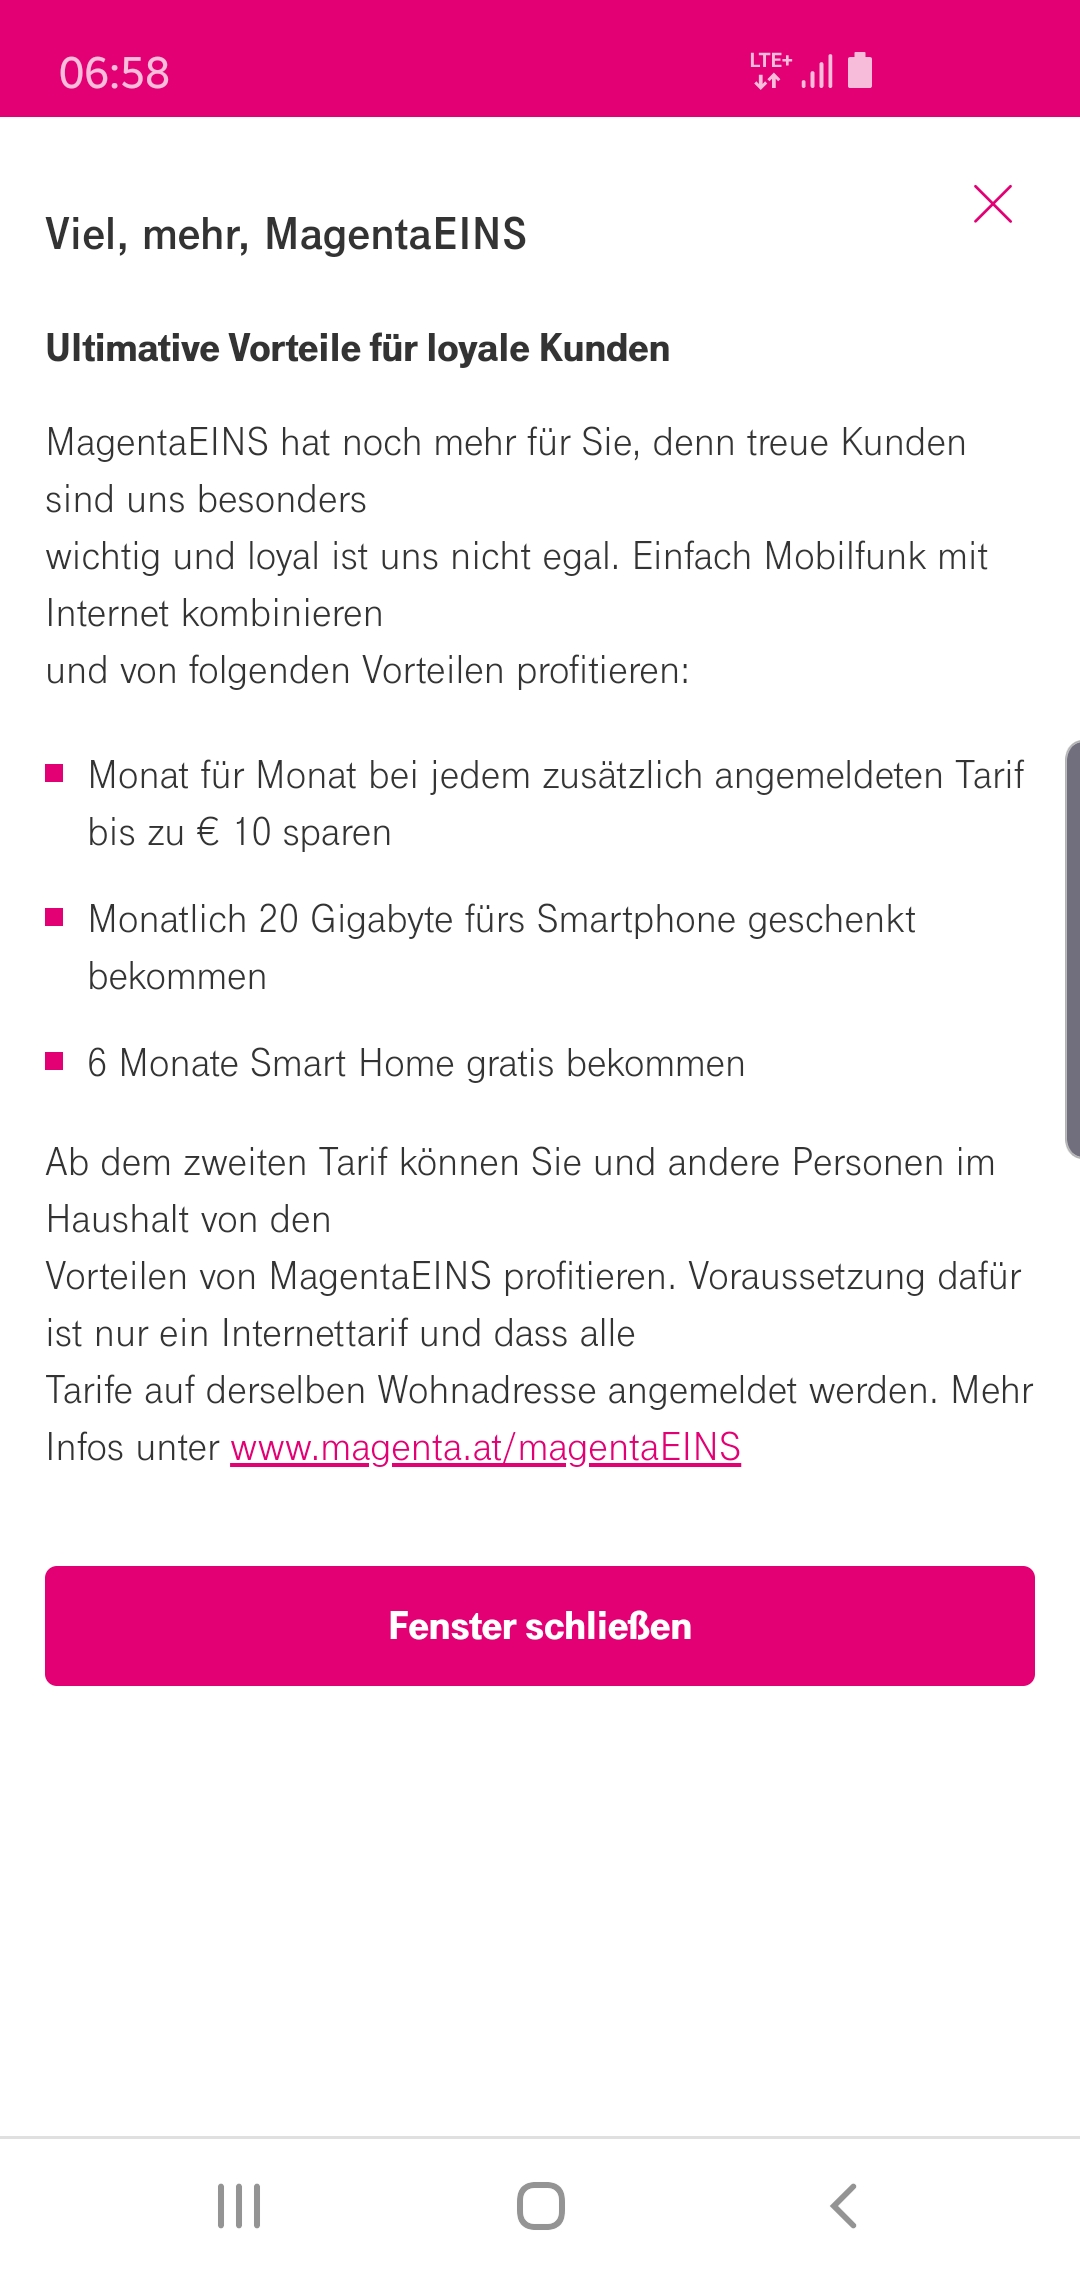 06:58
LTE+
Viel, mehr, MagentaEINS
Ultimative Vorteile für loyale Kunden
MagentaEINS hat noch mehr für Sie, denn treue Kunden
sind uns besonders
wichtig und loyal ist uns nicht egal. Einfach Mobilfunk mit
Internet kombinieren
und von folgenden Vorteilen profitieren:
Monat für Monat bei jedem zusätzlich angemeldeten Tarif
bis zu € 10 sparen
Monatlich 20 Gigabyte fürs Smartphone geschenkt
bekommen
6 Monate Smart Home gratis bekommen
Ab dem zweiten Tarif können Sie und andere Personen im
Haushalt von den
Vorteilen von MagentaEINS profitieren. Voraussetzung dafür
ist nur ein Internettarif und dass alle
Tarife auf derselben Wohnadresse angemeldet werden. Mehr
Infos unter www.magenta.at/magentaEINS
Fenster schließen